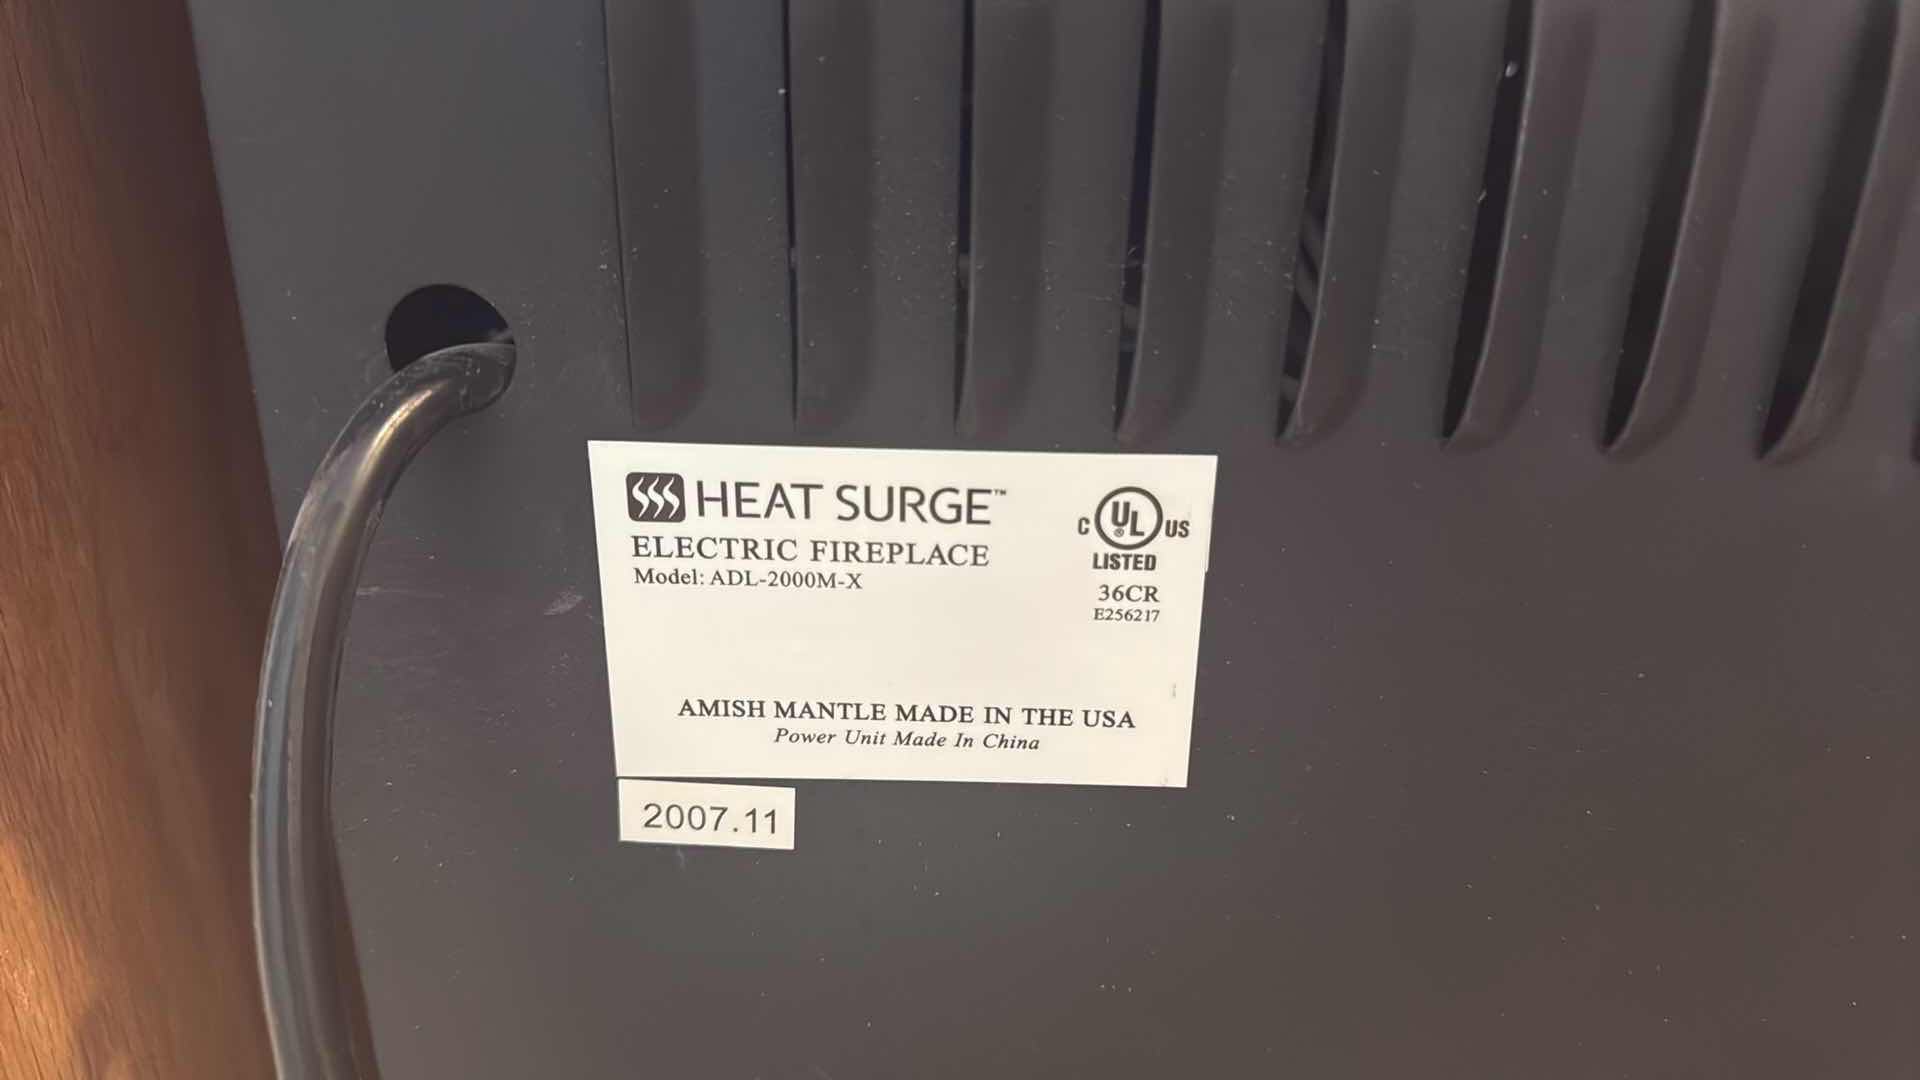 HEAT SURGE™
ELECTRIC FIREPLACE
Model: ADL-2000M-X
C UL® US
LISTED
36CR
E256217
AMISH MANTLE MADE IN THE USA
Power Unit Made In China
2007.11